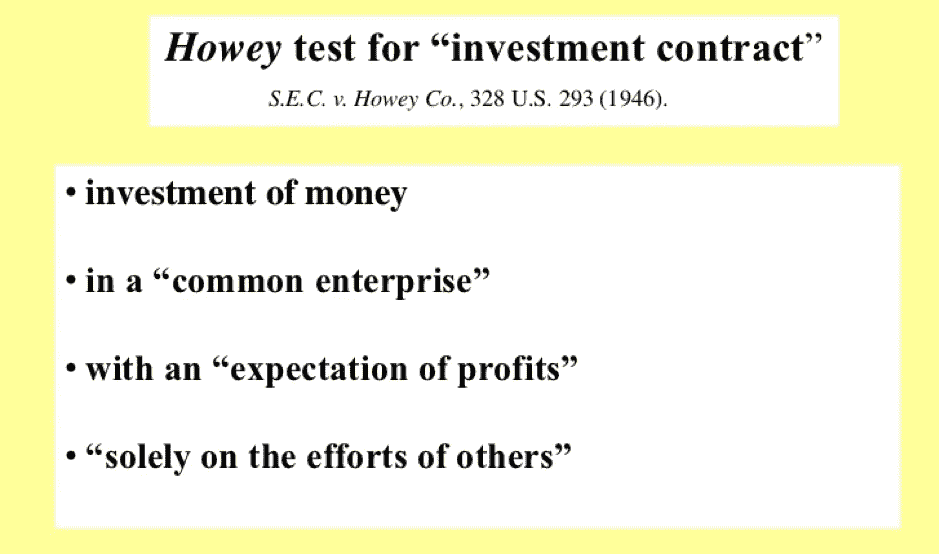 Howey test for “investment contract”
S.E.C. v. Howey Co., 328 U.S. 293 (1946).
• investment of money
• in a “common enterprise”
• with an “expectation of profits”
• “solely on the efforts of others”